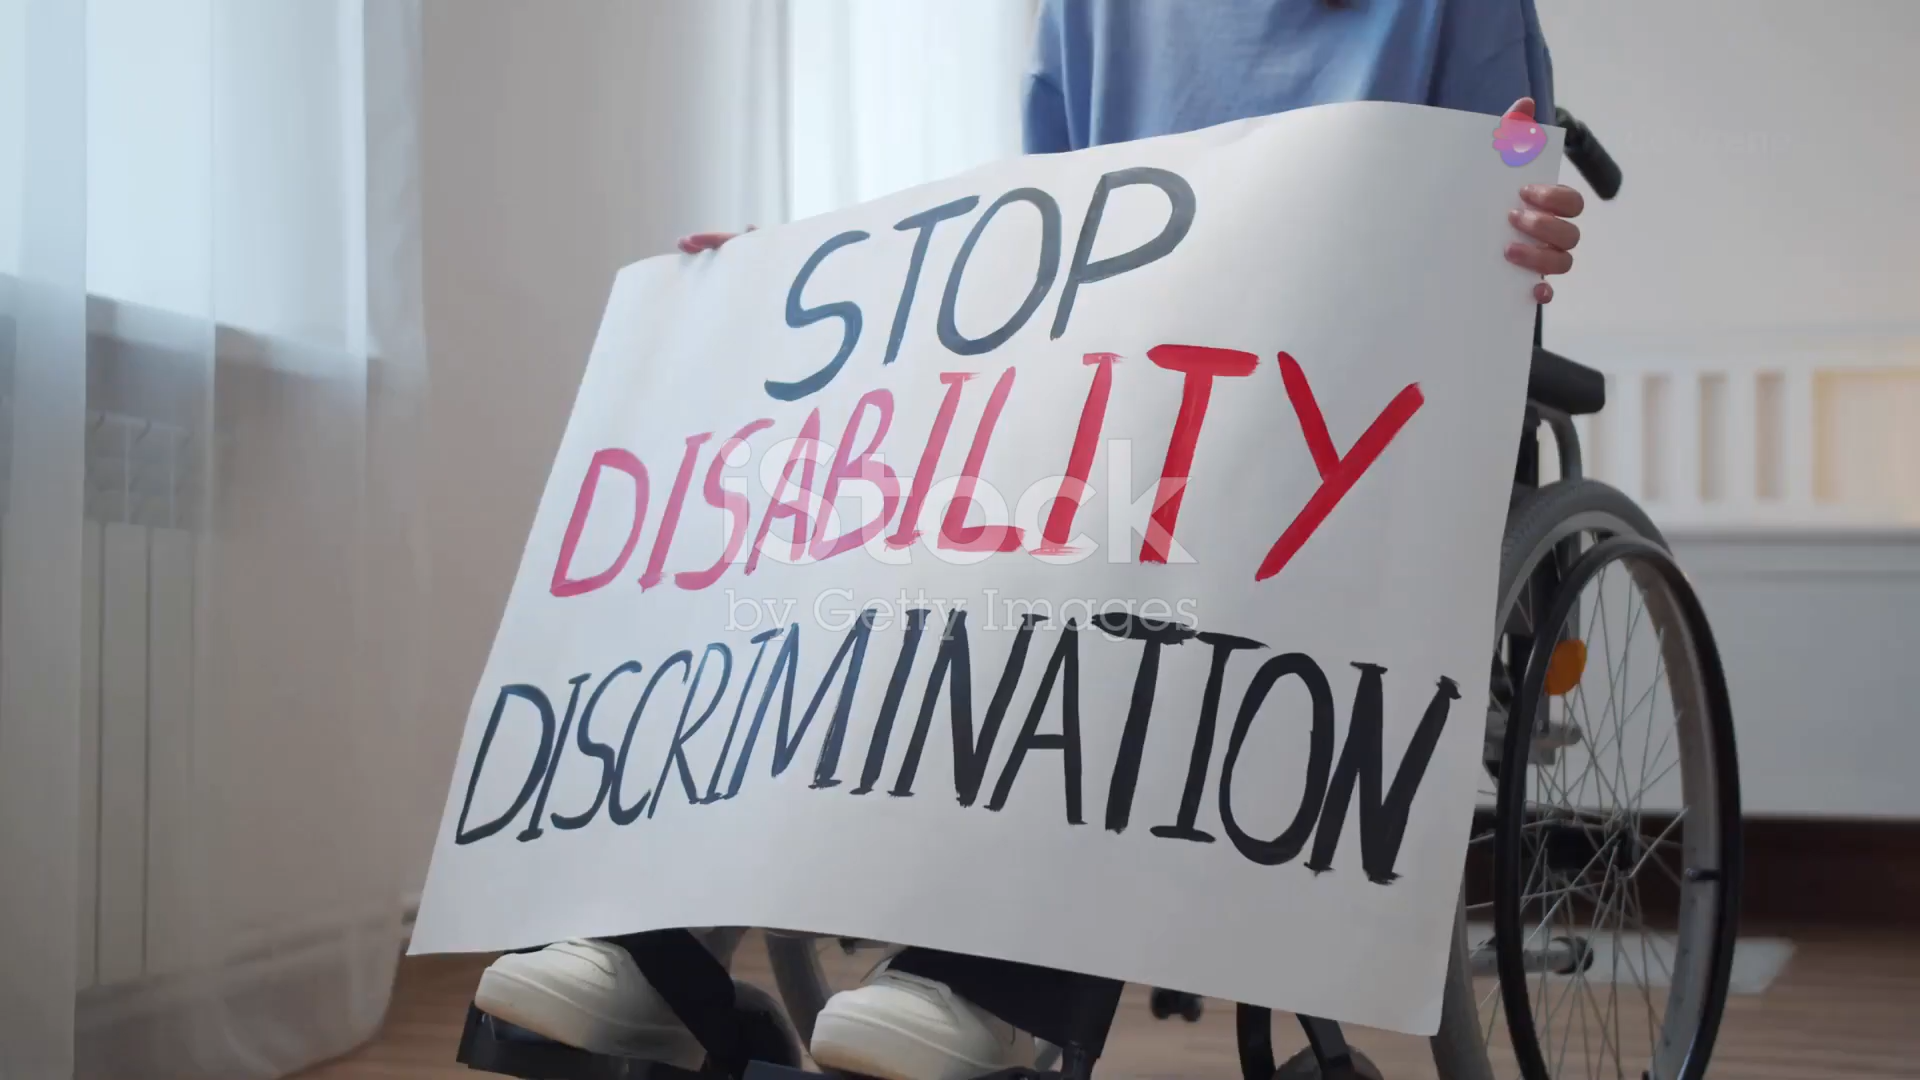 STOP
DISABILITY
iStock
by Getty Images
DISCRIMINATION